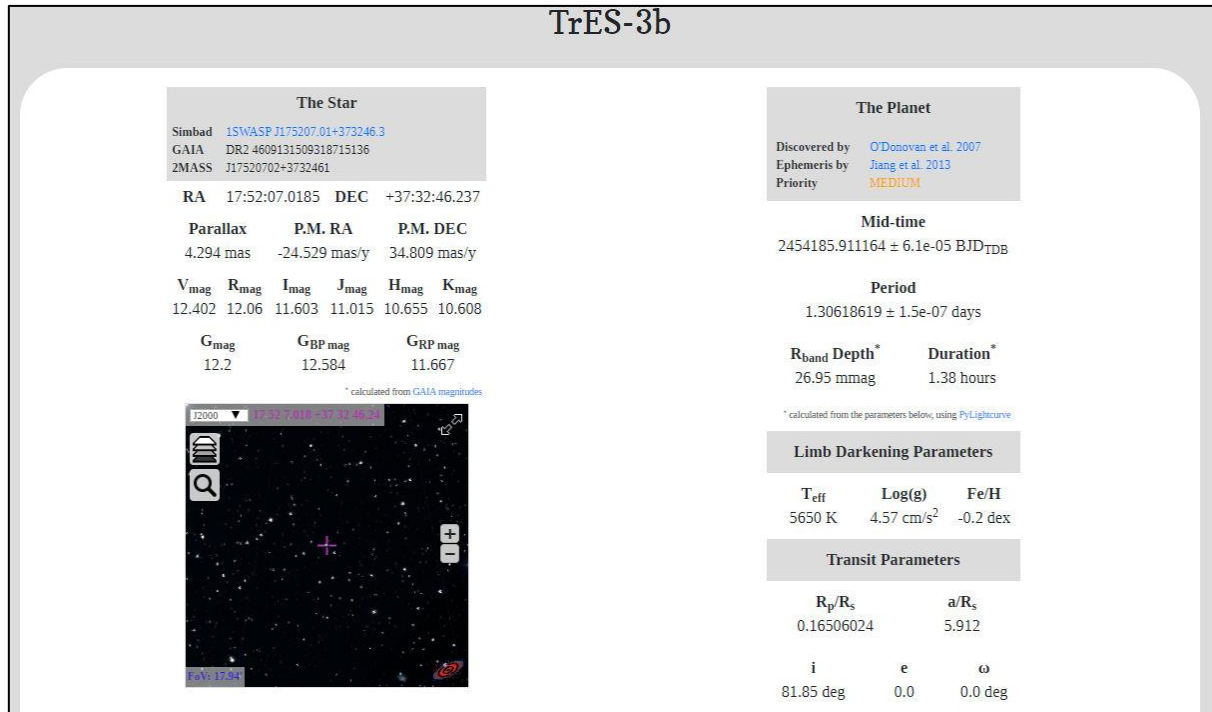 TrES-3b
The Star
Simbad 1SWASP J175207.01+373246.3
GAIA DR2 4609131509318715136
2MASS J17520702+3732461
RA 17:52:07.0185 DEC +37:32:46.237
Parallax P.M. RA P.M. DEC
4.294 mas -24.529 mas/y 34.809 mas/y
Vmag Rmag Imag Jmag Hmag Kmag
12.402 12.06 11.603 11.015 10.655 10.608
Gmag GBP mag GRP mag
12.2 12.584 11.667
* calculated from GAIA magnitudes
J2000 ▼ 17 52 7.018 +37 32 46.24
+
−
FoV: 17.94'
The Planet
Discovered by O'Donovan et al. 2007
Ephemeris by Jiang et al. 2013
Priority MEDIUM
Mid-time
2454185.911164 ± 6.1e-05 BJDTDB
Period
1.30618619 ± 1.5e-07 days
Rband Depth* Duration*
26.95 mmag 1.38 hours
* calculated from the parameters below, using PyLightcurve
Limb Darkening Parameters
Teff Log(g) Fe/H
5650 K 4.57 cm/s2 -0.2 dex
Transit Parameters
Rp/Rs a/Rs
0.16506024 5.912
i e ω
81.85 deg 0.0 0.0 deg